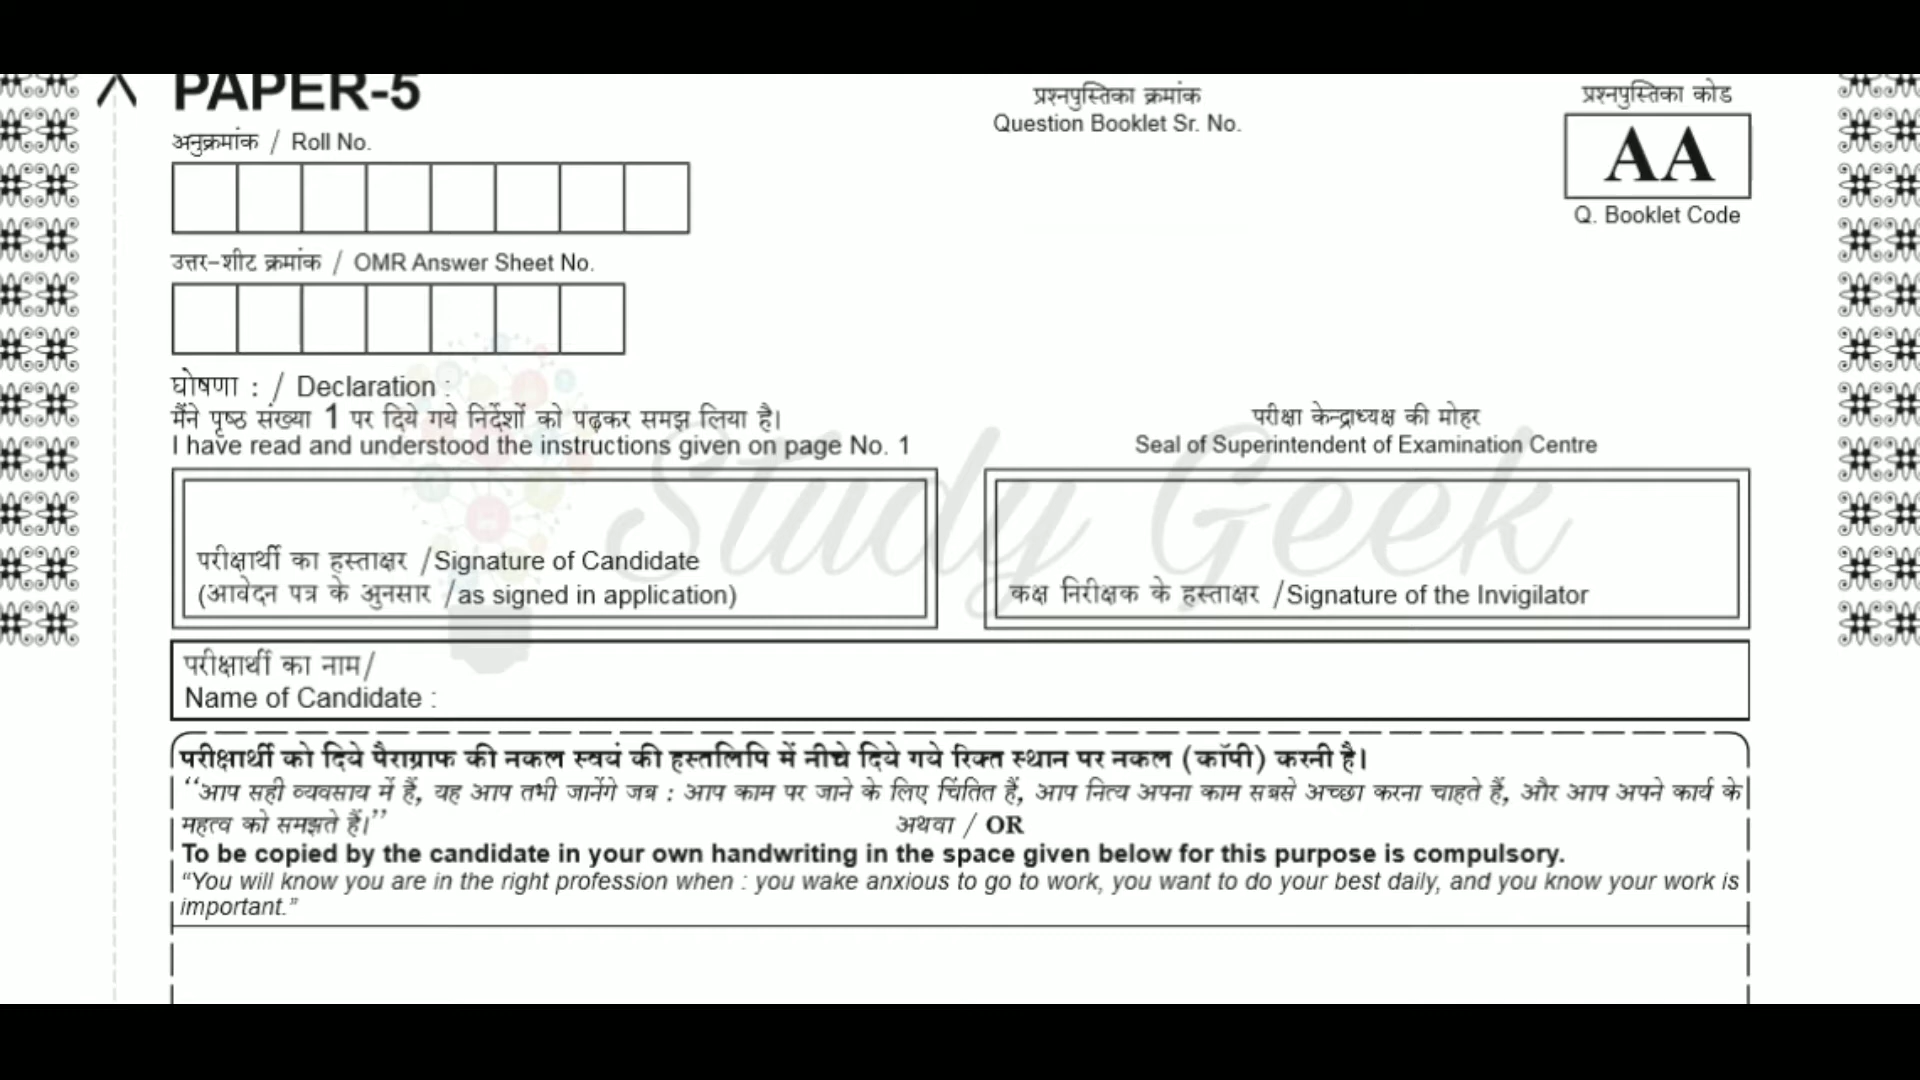 PAPER-5
प्रश्नपुस्तिका क्रमांक
Question Booklet Sr. No.
प्रश्नपुस्तिका कोड
AA
Q. Booklet Code
अनुक्रमांक / Roll No.
उत्तर-शीट क्रमांक / OMR Answer Sheet No.
घोषणा : / Declaration :
मैंने पृष्ठ संख्या 1 पर दिये गये निर्देशों को पढ़कर समझ लिया है।
I have read and understood the instructions given on page No. 1
परीक्षा केन्द्राध्यक्ष की मोहर
Seal of Superintendent of Examination Centre
Study Geek
परीक्षार्थी का हस्ताक्षर /Signature of Candidate
(आवेदन पत्र के अुनसार /as signed in application)
कक्ष निरीक्षक के हस्ताक्षर /Signature of the Invigilator
परीक्षार्थी का नाम/
Name of Candidate :
परीक्षार्थी को दिये पैराग्राफ की नकल स्वयं की हस्तलिपि में नीचे दिये गये रिक्त स्थान पर नकल (कॉपी) करनी है।
‘‘आप सही व्यवसाय में हैं, यह आप तभी जानेंगे जब : आप काम पर जाने के लिए चिंतित हैं, आप नित्य अपना काम सबसे अच्छा करना चाहते हैं, और आप अपने कार्य के
महत्व को समझते हैं।’’
अथवा / OR
To be copied by the candidate in your own handwriting in the space given below for this purpose is compulsory.
“You will know you are in the right profession when : you wake anxious to go to work, you want to do your best daily, and you know your work is
important.”